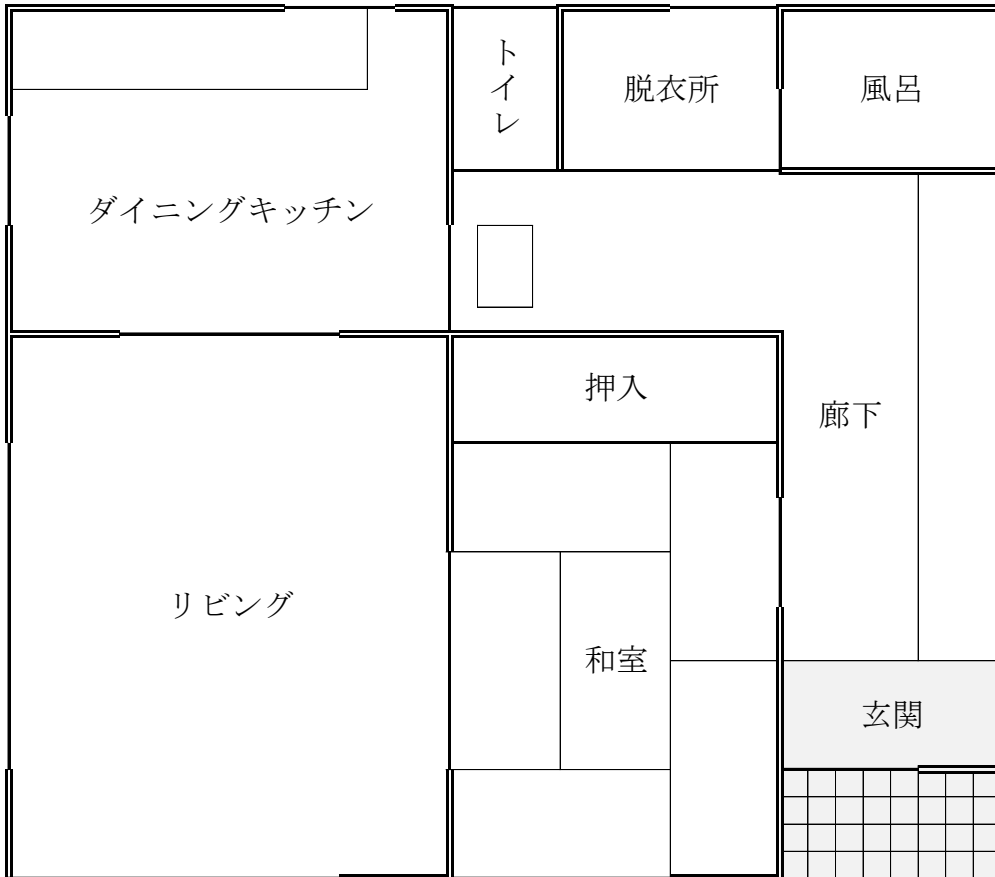 トイレ
脱衣所
風呂
ダイニングキッチン
押入
廊下
リビング
和室
玄関